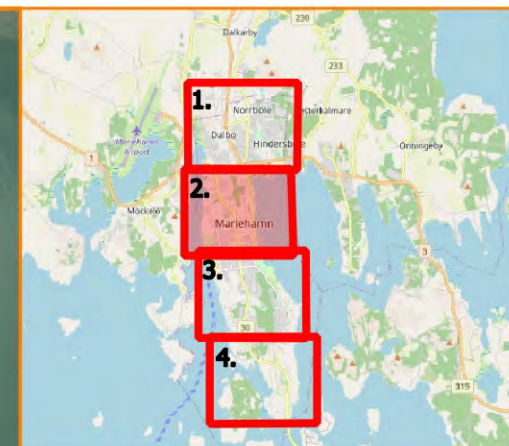 230
Dalkarby
233
1.
Norrböle
Österkalmare
Dalbo
Hindersböle
Mariehamn
Airport
Önningeby
1
2.
Möckelö
Mariehamn
3
3.
30
4.
319